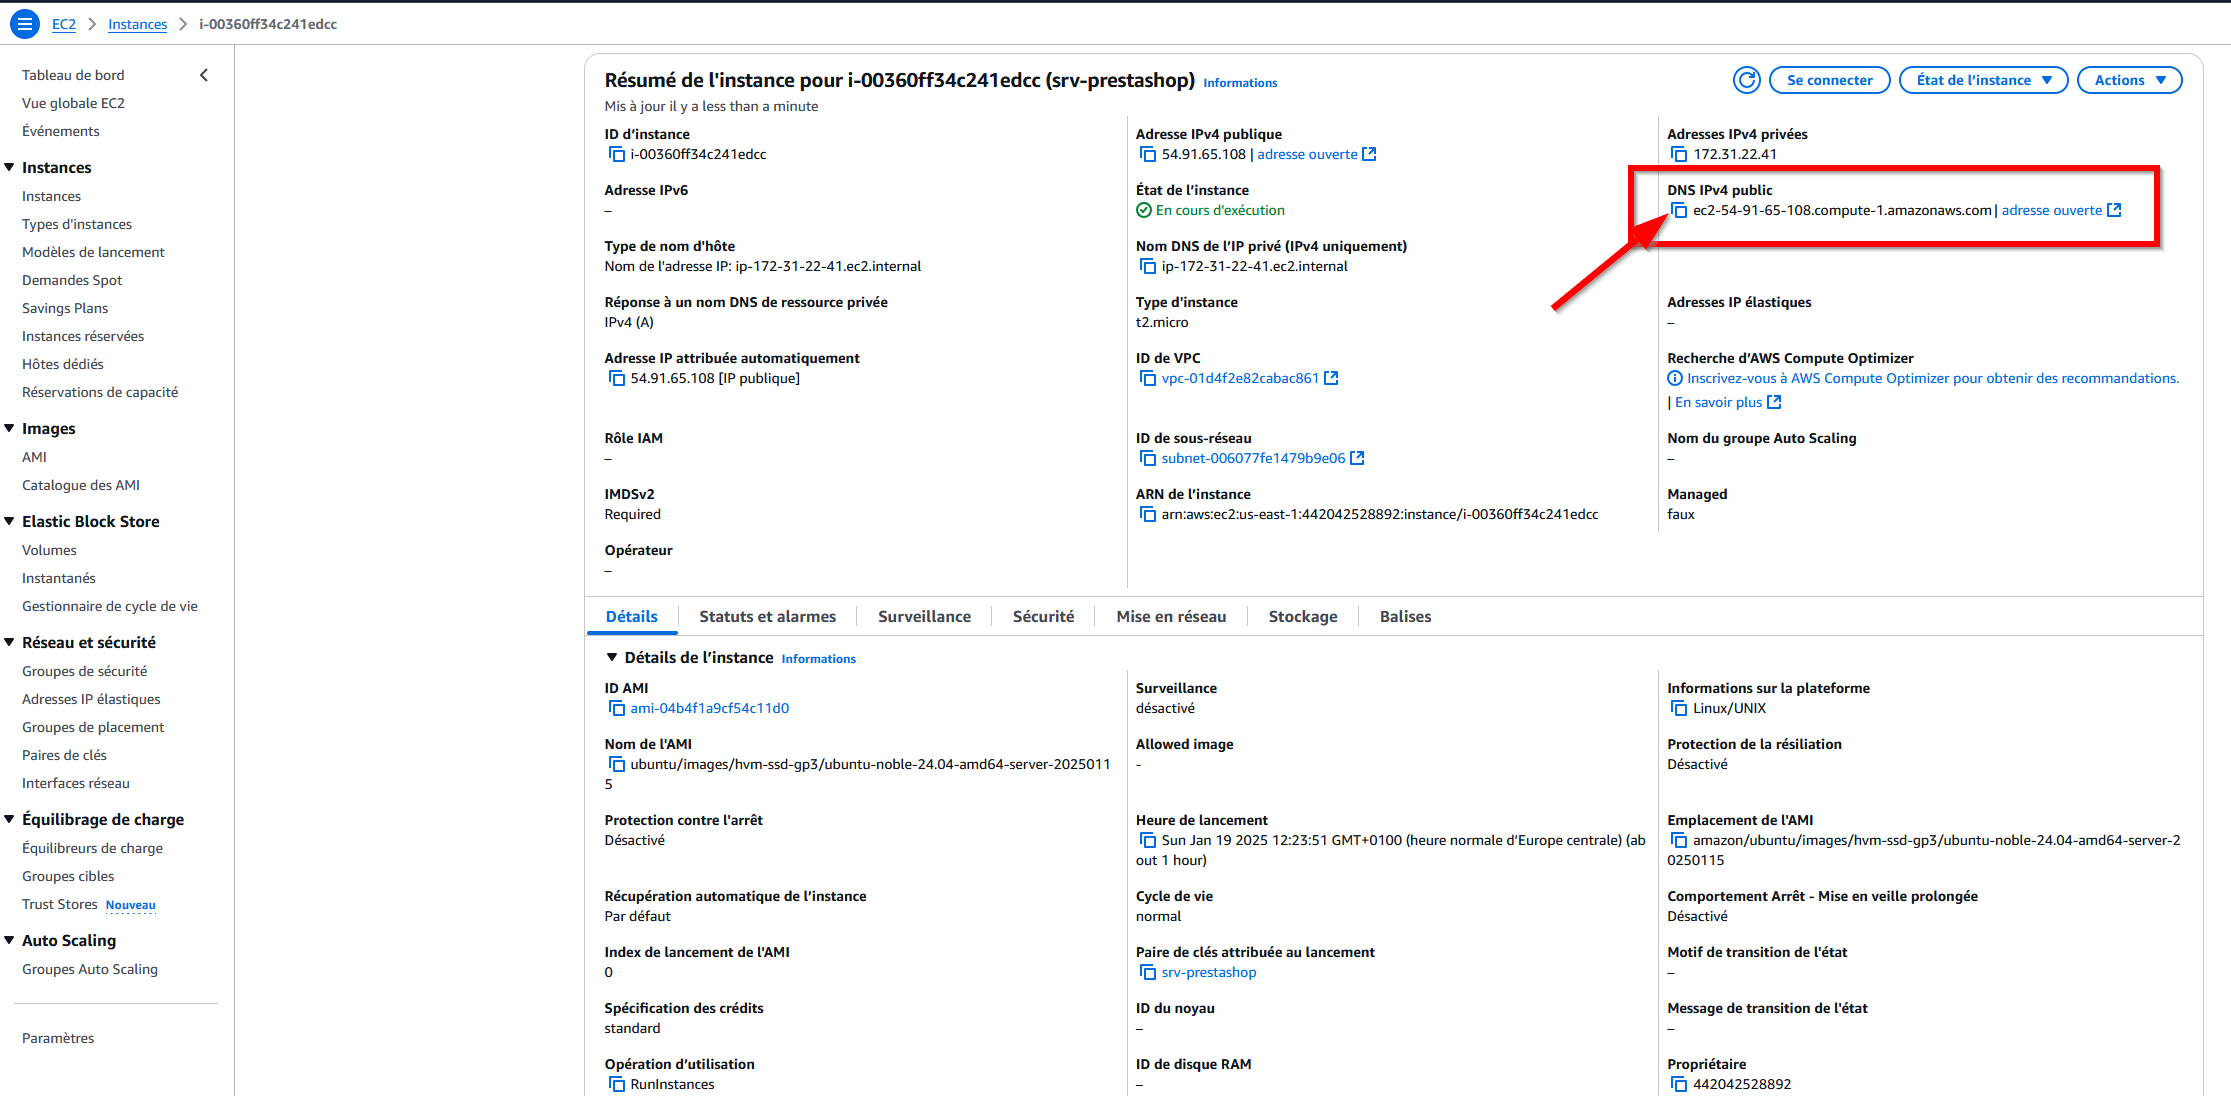 EC2 > Instances > i-00360ff34c241edcc
Tableau de bord
Vue globale EC2
Événements
Instances
Instances
Types d'instances
Modèles de lancement
Demandes Spot
Savings Plans
Instances réservées
Hôtes dédiés
Réservations de capacité
Images
AMI
Catalogue des AMI
Elastic Block Store
Volumes
Instantanés
Gestionnaire de cycle de vie
Réseau et sécurité
Groupes de sécurité
Adresses IP élastiques
Groupes de placement
Paires de clés
Interfaces réseau
Équilibrage de charge
Équilibreurs de charge
Groupes cibles
Trust Stores Nouveau
Auto Scaling
Groupes Auto Scaling
Paramètres
Résumé de l'instance pour i-00360ff34c241edcc (srv-prestashop) Informations
Mis à jour il y a less than a minute
Se connecter
État de l’instance
Actions
ID d’instance
i-00360ff34c241edcc
Adresse IPv4 publique
54.91.65.108 | adresse ouverte
Adresses IPv4 privées
172.31.22.41
Adresse IPv6
–
État de l’instance
En cours d'exécution
DNS IPv4 public
ec2-54-91-65-108.compute-1.amazonaws.com | adresse ouverte
Type de nom d'hôte
Nom de l'adresse IP: ip-172-31-22-41.ec2.internal
Nom DNS de l’IP privé (IPv4 uniquement)
ip-172-31-22-41.ec2.internal
Réponse à un nom DNS de ressource privée
IPv4 (A)
Type d'instance
t2.micro
Adresses IP élastiques
–
Adresse IP attribuée automatiquement
54.91.65.108 [IP publique]
ID de VPC
vpc-01d4f2e82cabac861
Recherche d’AWS Compute Optimizer
Inscrivez-vous à AWS Compute Optimizer pour obtenir des recommandations.
| En savoir plus
Rôle IAM
–
ID de sous-réseau
subnet-006077fe1479b9e06
Nom du groupe Auto Scaling
–
IMDSv2
Required
ARN de l’instance
arn:aws:ec2:us-east-1:442042528892:instance/i-00360ff34c241edcc
Managed
faux
Opérateur
–
Détails
Statuts et alarmes
Surveillance
Sécurité
Mise en réseau
Stockage
Balises
Détails de l’instance Informations
ID AMI
ami-04b4f1a9cf54c11d0
Surveillance
désactivé
Informations sur la plateforme
Linux/UNIX
Nom de l'AMI
ubuntu/images/hvm-ssd-gp3/ubuntu-noble-24.04-amd64-server-2025011
5
Allowed image
-
Protection de la résiliation
Désactivé
Protection contre l'arrêt
Désactivé
Heure de lancement
Sun Jan 19 2025 12:23:51 GMT+0100 (heure normale d’Europe centrale) (ab
out 1 hour)
Emplacement de l'AMI
amazon/ubuntu/images/hvm-ssd-gp3/ubuntu-noble-24.04-amd64-server-2
0250115
Récupération automatique de l’instance
Par défaut
Cycle de vie
normal
Comportement Arrêt - Mise en veille prolongée
Désactivé
Index de lancement de l'AMI
0
Paire de clés attribuée au lancement
srv-prestashop
Motif de transition de l'état
–
Spécification des crédits
standard
ID du noyau
–
Message de transition de l'état
–
Opération d’utilisation
RunInstances
ID de disque RAM
–
Propriétaire
442042528892